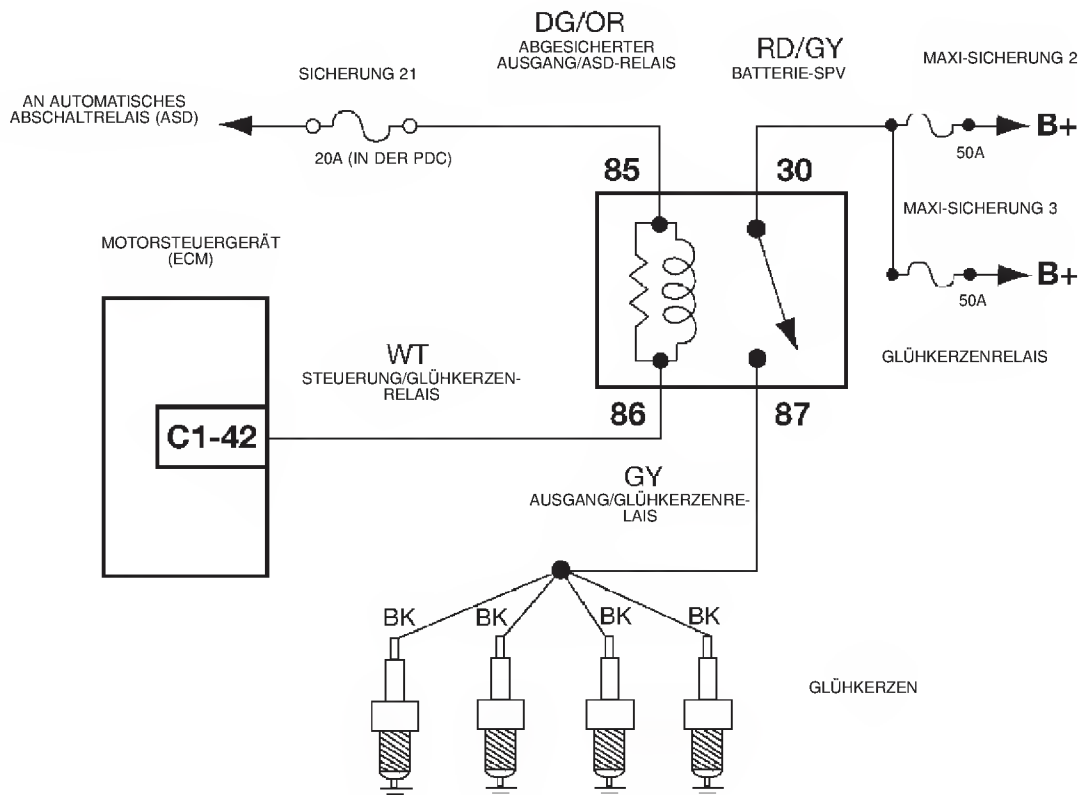 DG/OR
ABGESICHERTER
AUSGANG/ASD-RELAIS
RD/GY
BATTERIE-SPV
MAXI-SICHERUNG 2
SICHERUNG 21
AN AUTOMATISCHES
ABSCHALTRELAIS (ASD)
20A (IN DER PDC)
B+
50A
85
30
MAXI-SICHERUNG 3
MOTORSTEUERGERÄT
(ECM)
B+
50A
WT
STEUERUNG/GLÜHKERZEN-
RELAIS
GLÜHKERZENRELAIS
86
87
C1-42
GY
AUSGANG/GLÜHKERZENRE-
LAIS
BK
BK
BK
BK
GLÜHKERZEN